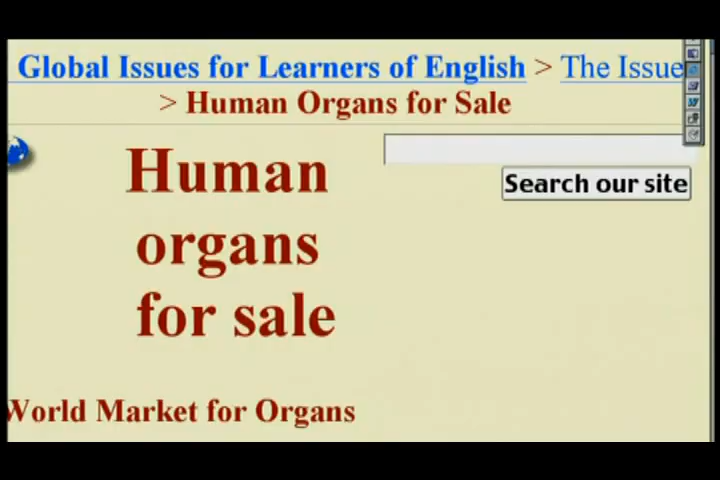 Global Issues for Learners of English > The Issue
> Human Organs for Sale
Human
organs
for sale
Search our site
World Market for Organs